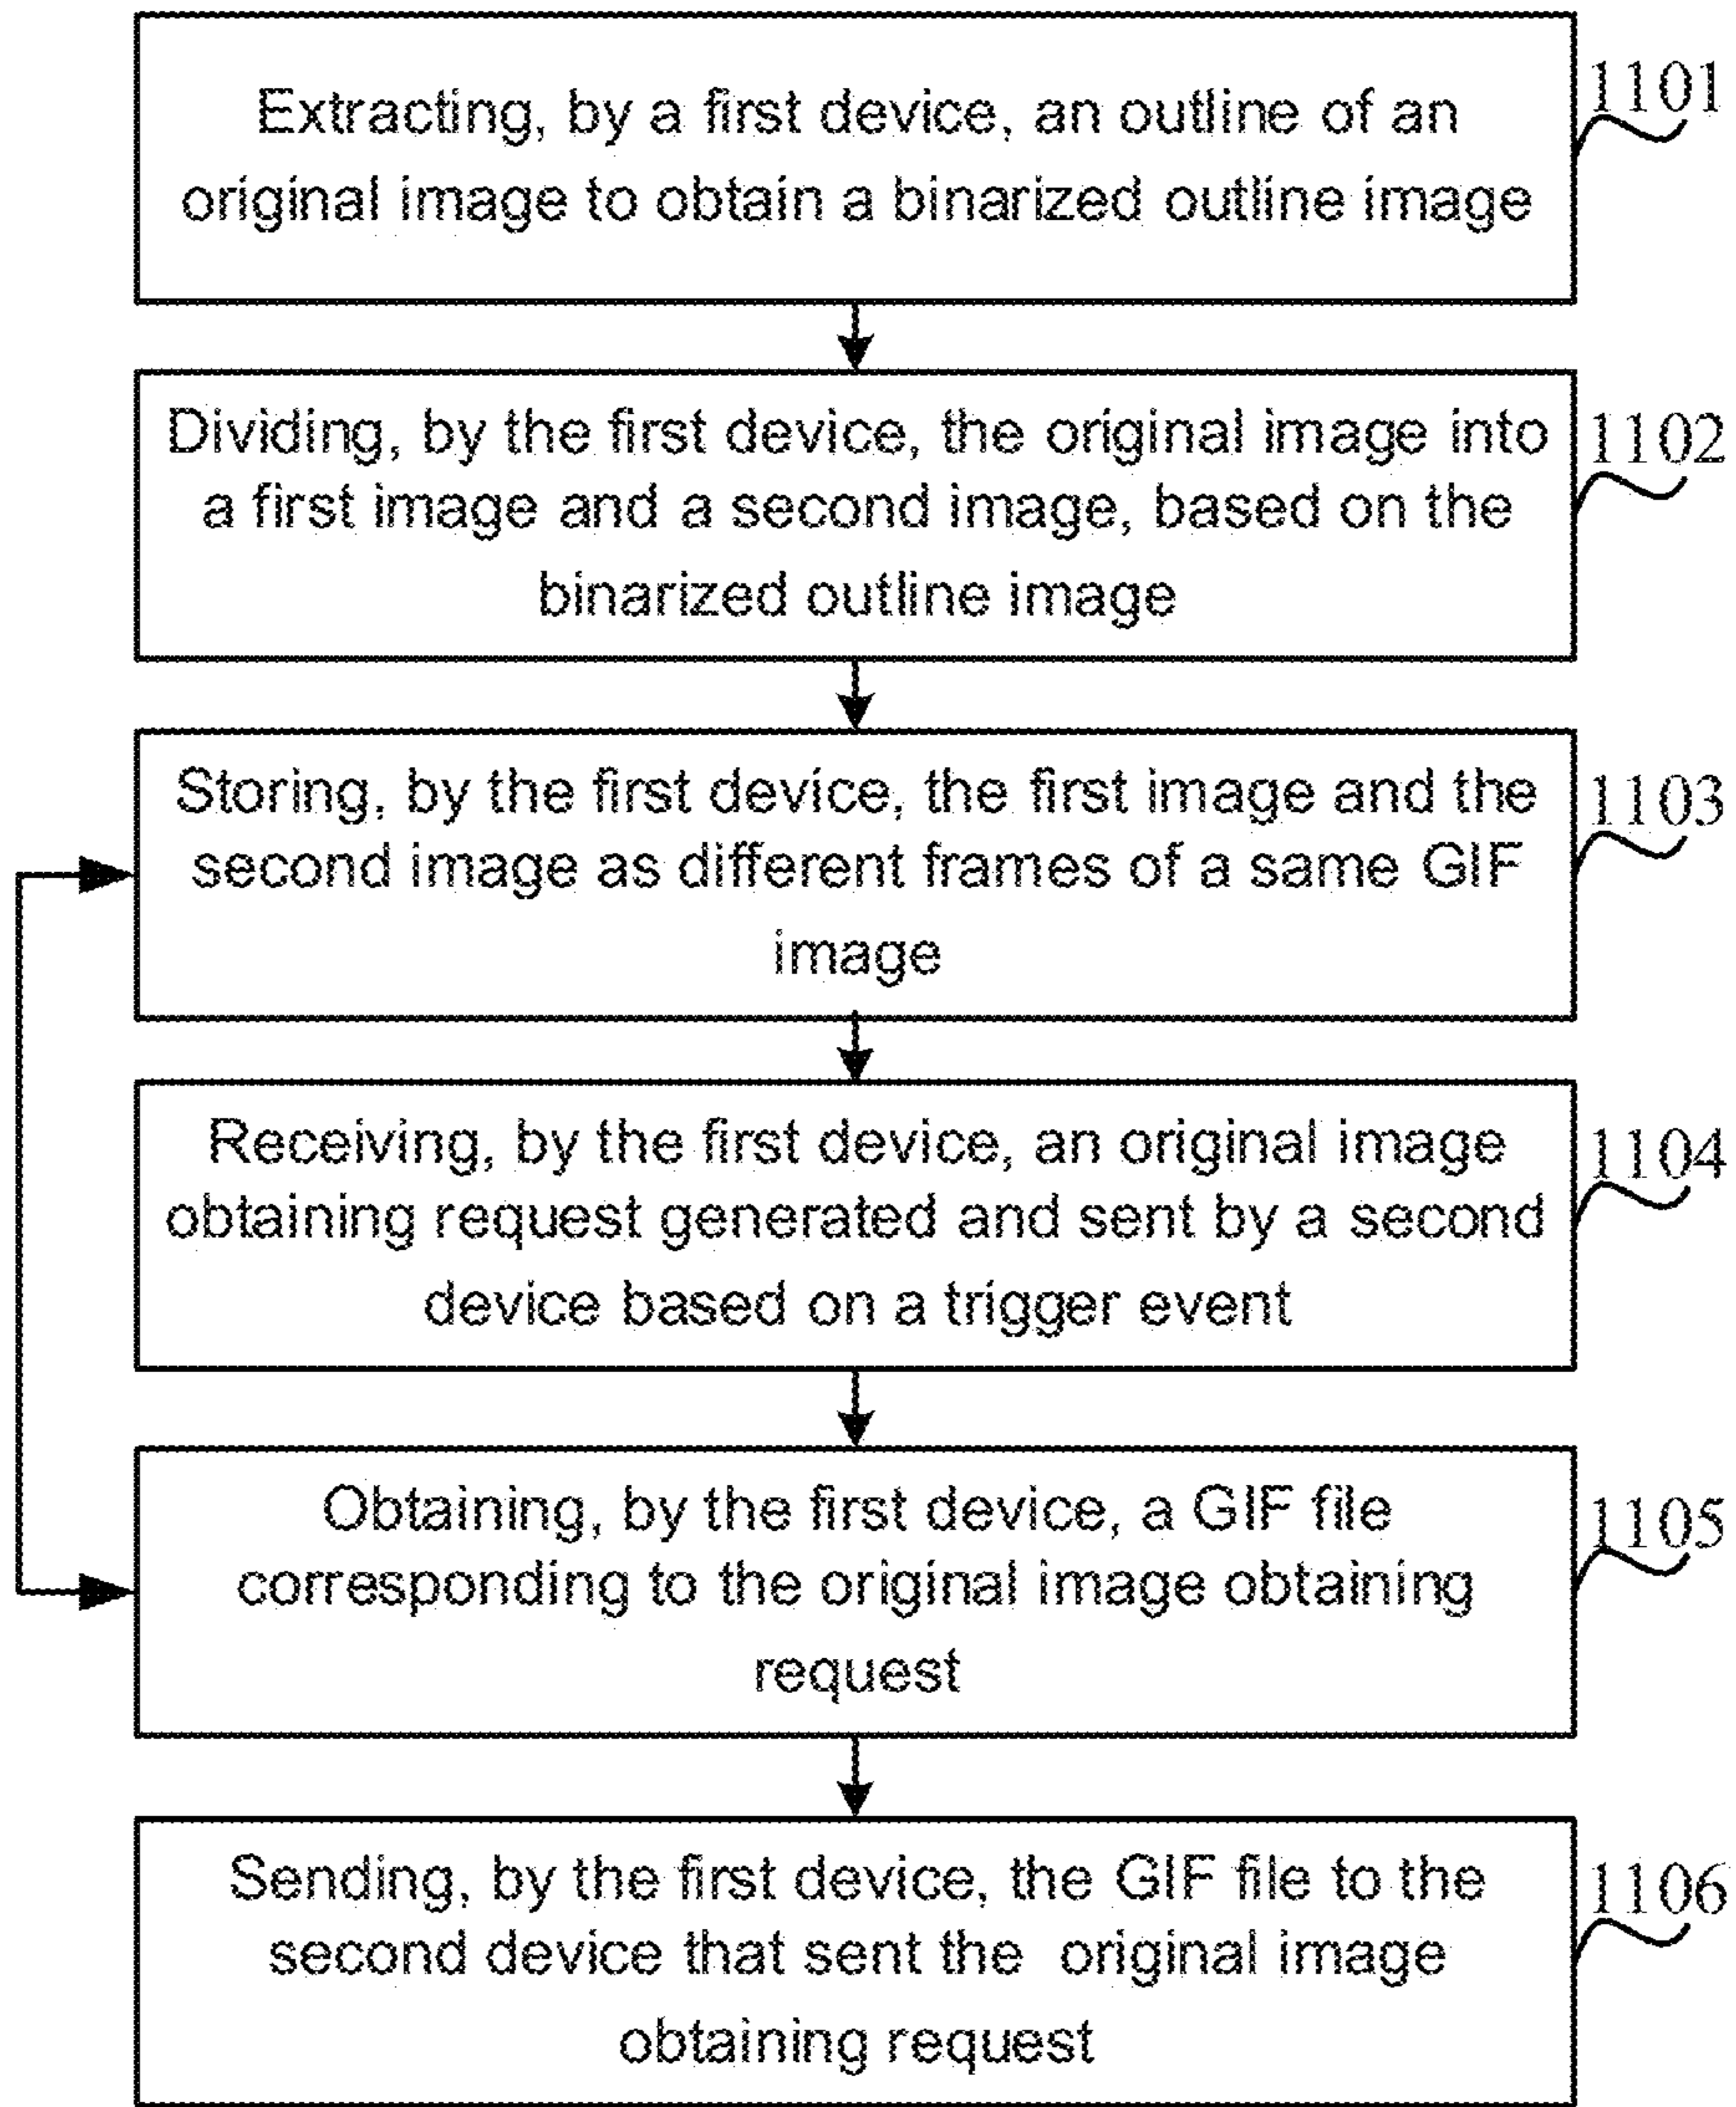 Extracting, by a first device, an outline of an
original image to obtain a binarized outline image
1101
Dividing, by the first device, the original image into
a first image and a second image, based on the
binarized outline image
1102
Storing, by the first device, the first image and the
second image as different frames of a same GIF
image
1103
Receiving, by the first device, an original image
obtaining request generated and sent by a second
device based on a trigger event
1104
Obtaining, by the first device, a GIF file
corresponding to the original image obtaining
request
1105
Sending, by the first device, the GIF file to the
second device that sent the original image
obtaining request
1106